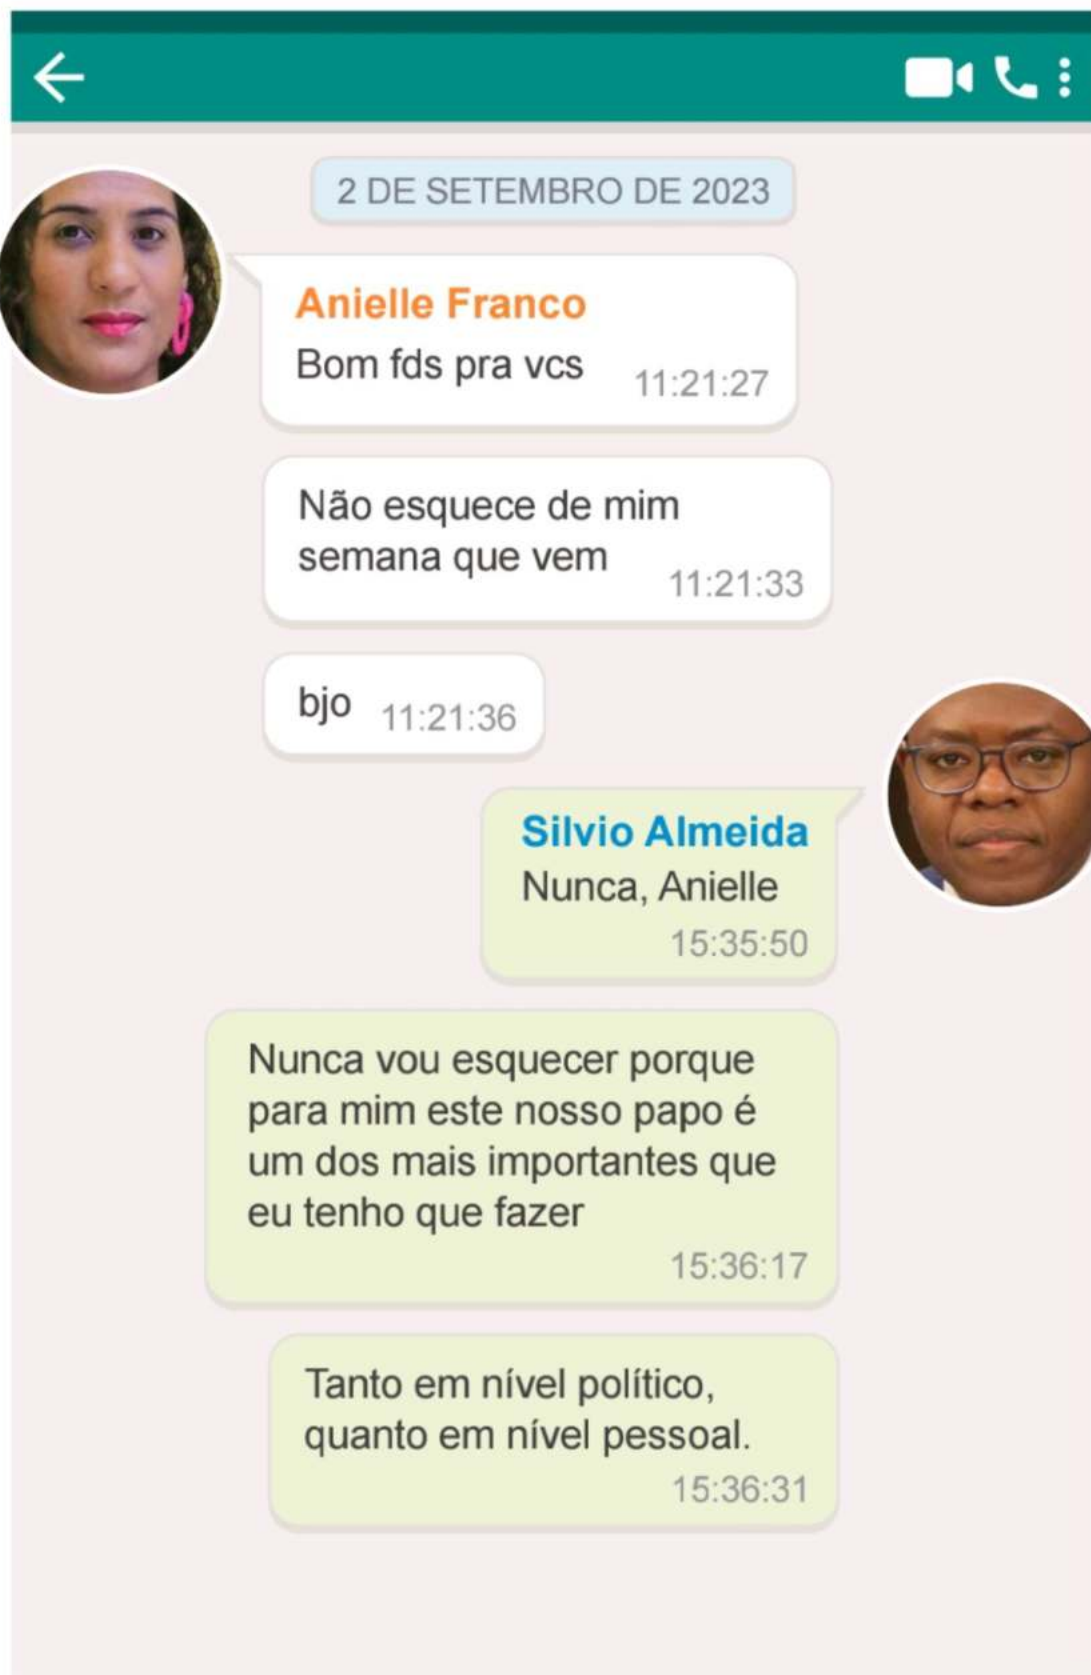 2 DE SETEMBRO DE 2023
Anielle Franco
Bom fds pra vcs 11:21:27
Não esquece de mim
semana que vem 11:21:33
bjo 11:21:36
Silvio Almeida
Nunca, Anielle
15:35:50
Nunca vou esquecer porque
para mim este nosso papo é
um dos mais importantes que
eu tenho que fazer
15:36:17
Tanto em nível político,
quanto em nível pessoal.
15:36:31